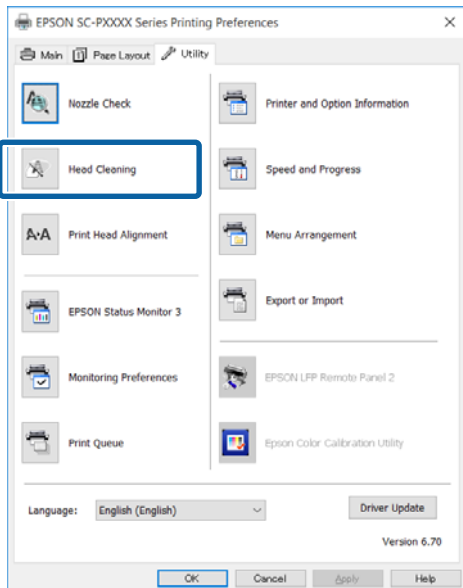 EPSON SC-PXXXX Series Printing Preferences
Main Page Layout Utility
Nozzle Check
Printer and Option Information
Head Cleaning
Speed and Progress
A·A Print Head Alignment
Menu Arrangement
EPSON Status Monitor 3
Export or Import
Monitoring Preferences
EPSON LFP Remote Panel 2
Print Queue
Epson Color Calibration Utility
Language: English (English)
Driver Update
Version 6.70
OK Cancel Apply Help